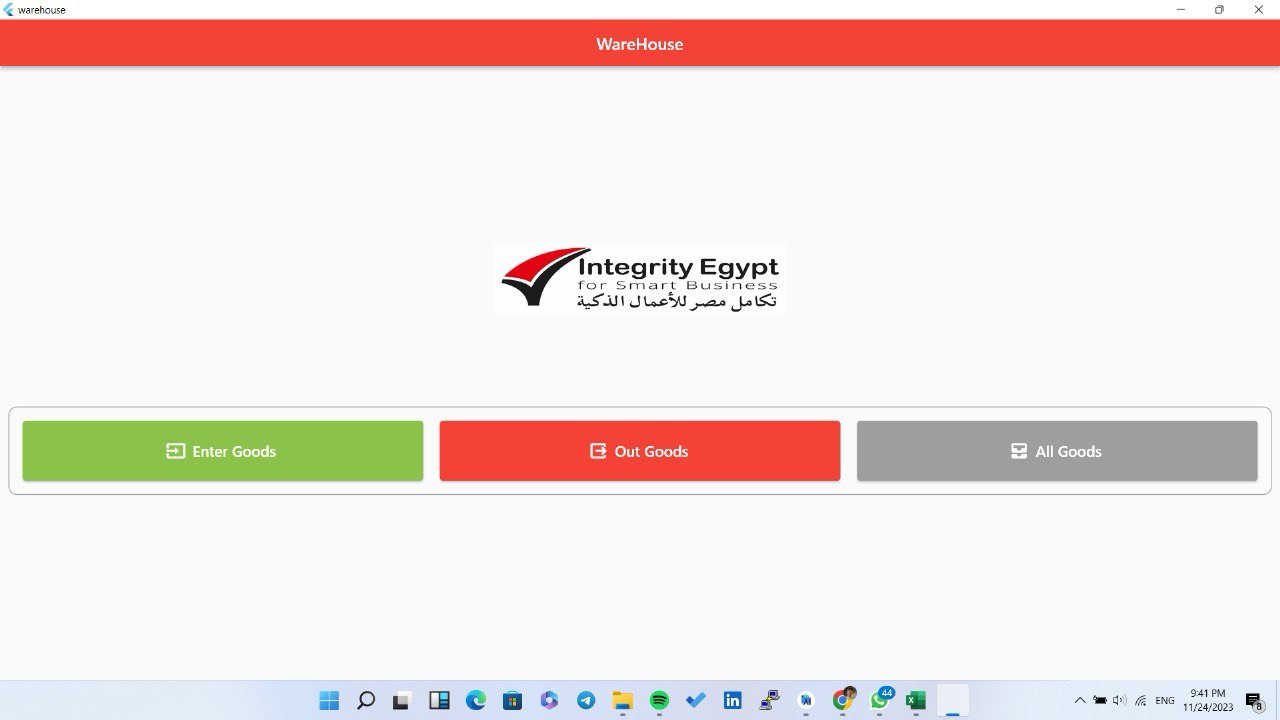 warehouse
WareHouse
Integrity Egypt
for Smart Business
تكامل مصر للأعمال الذكية
Enter Goods
Out Goods
All Goods
44
ENG
9:41 PM
11/24/2023
8